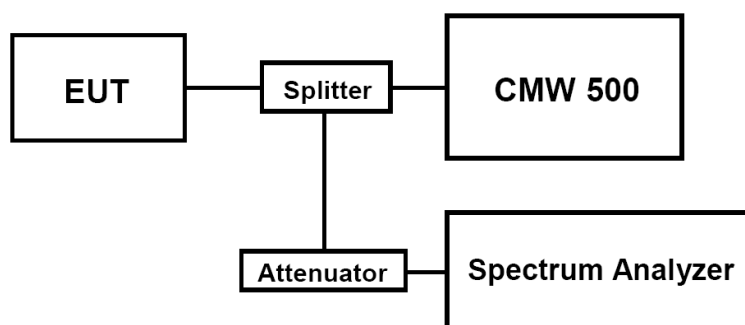 EUT
Splitter
CMW 500
Attenuator
Spectrum Analyzer